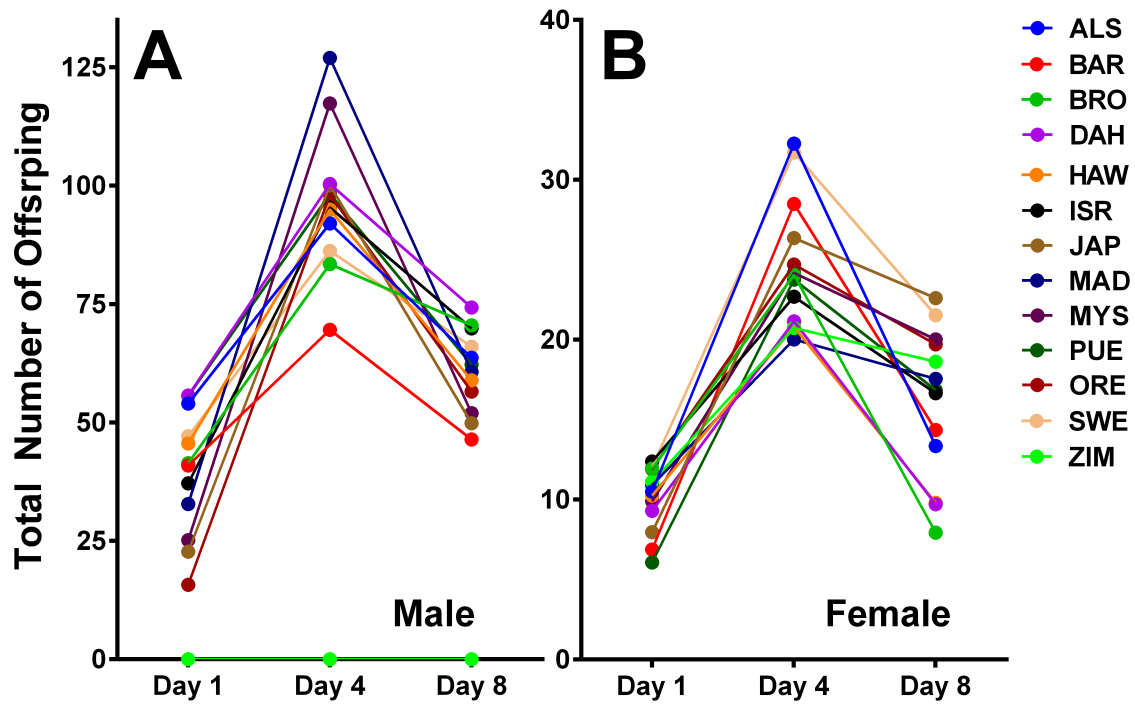 A
B
Total Number of Offsrping
125
100
75
50
25
0
Male
Day 1
Day 4
Day 8
40
30
20
10
0
Female
Day 1
Day 4
Day 8
ALS
BAR
BRO
DAH
HAW
ISR
JAP
MAD
MYS
PUE
ORE
SWE
ZIM